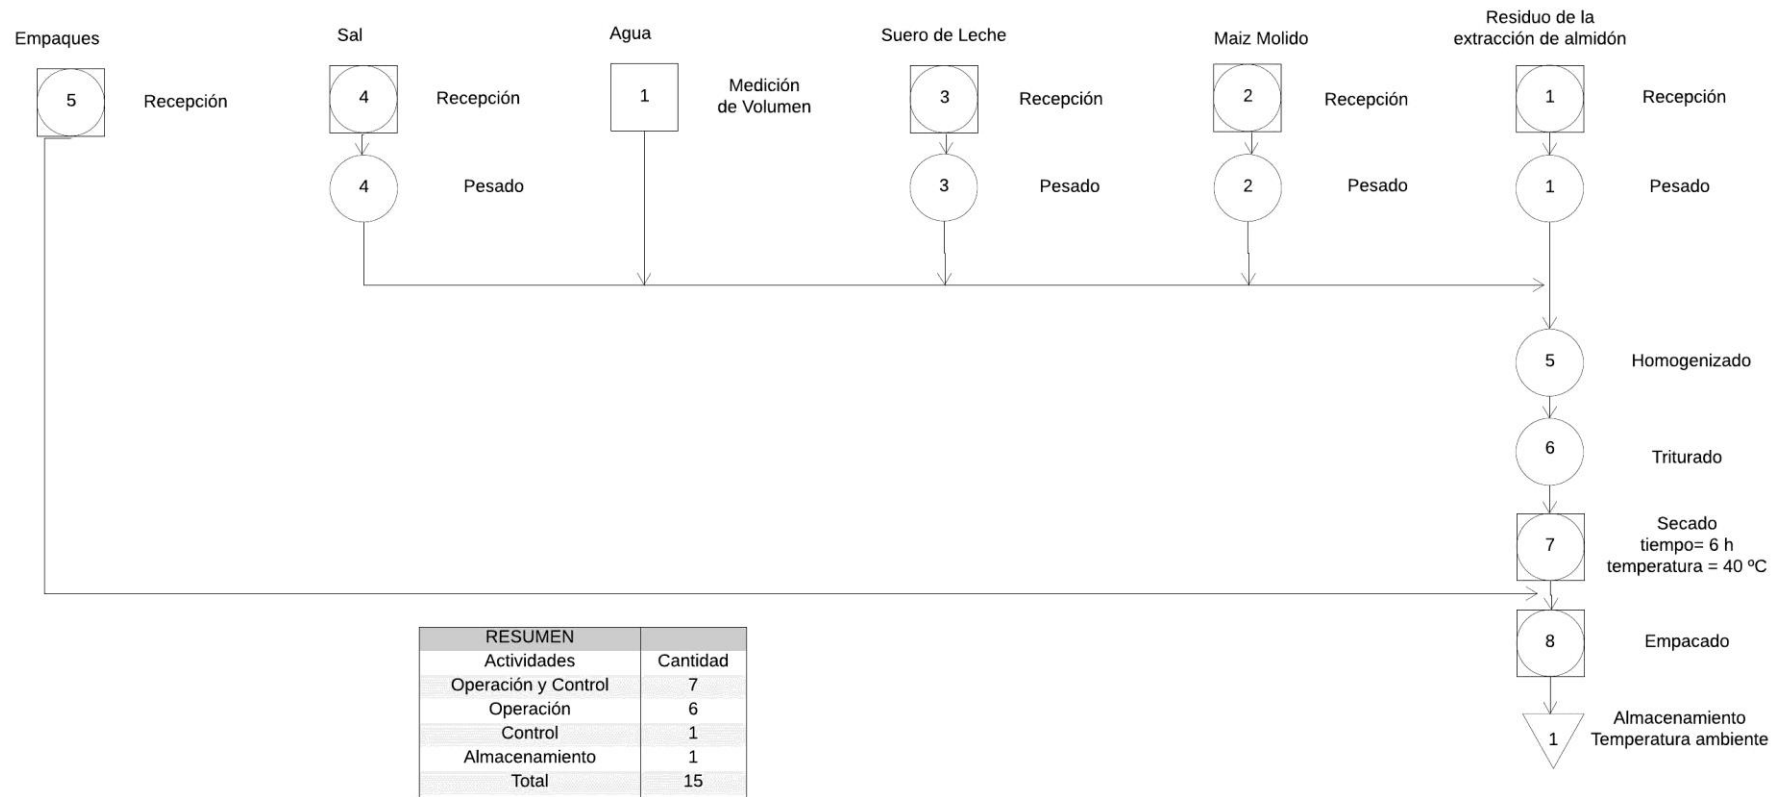 Residuo de la
extracción de almidón
Empaques
Sal
Agua
Suero de Leche
Maiz Molido
5
Recepción
4
Recepción
1
Medición
de Volumen
3
Recepción
2
Recepción
1
Recepción
4
Pesado
3
Pesado
2
Pesado
1
Pesado
5
Homogenizado
6
Triturado
7
Secado
tiempo= 6 h
temperatura = 40 ºC
8
Empacado
1
Almacenamiento
Temperatura ambiente
RESUMEN
Actividades Cantidad
Operación y Control 7
Operación 6
Control 1
Almacenamiento 1
Total 15